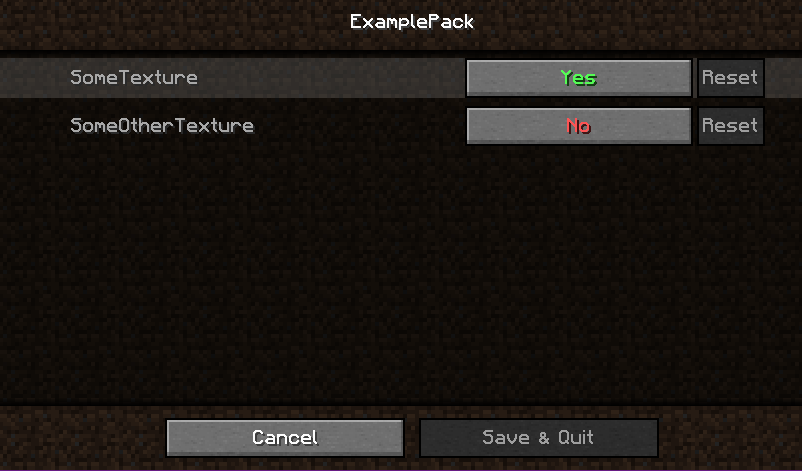 ExamplePack
SomeTexture Yes Reset
SomeOtherTexture No Reset
Cancel Save & Quit